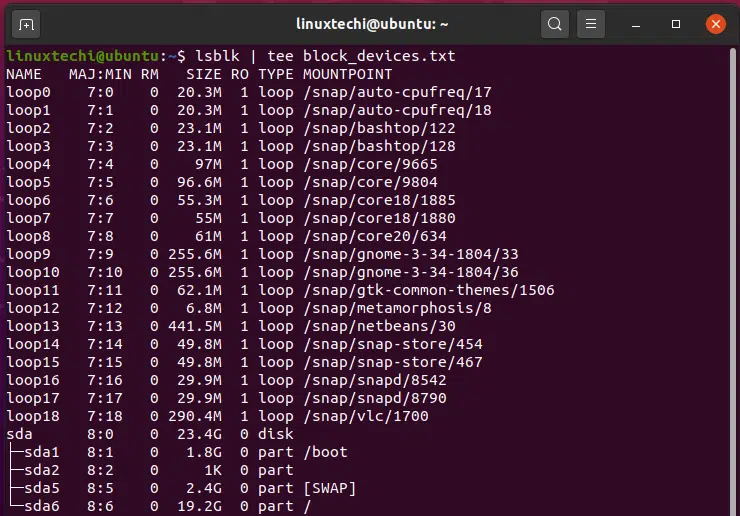 linuxtechi@ubuntu: ~
linuxtechi@ubuntu:~$ lsblk | tee block_devices.txt
NAME   MAJ:MIN RM   SIZE RO TYPE MOUNTPOINT
loop0    7:0    0  20.3M  1 loop /snap/auto-cpufreq/17
loop1    7:1    0  20.3M  1 loop /snap/auto-cpufreq/18
loop2    7:2    0  23.1M  1 loop /snap/bashtop/122
loop3    7:3    0  23.1M  1 loop /snap/bashtop/128
loop4    7:4    0    97M  1 loop /snap/core/9665
loop5    7:5    0  96.6M  1 loop /snap/core/9804
loop6    7:6    0  55.3M  1 loop /snap/core18/1885
loop7    7:7    0    55M  1 loop /snap/core18/1880
loop8    7:8    0    61M  1 loop /snap/core20/634
loop9    7:9    0 255.6M  1 loop /snap/gnome-3-34-1804/33
loop10   7:10   0 255.6M  1 loop /snap/gnome-3-34-1804/36
loop11   7:11   0  62.1M  1 loop /snap/gtk-common-themes/1506
loop12   7:12   0   6.8M  1 loop /snap/metamorphosis/8
loop13   7:13   0 441.5M  1 loop /snap/netbeans/30
loop14   7:14   0  49.8M  1 loop /snap/snap-store/454
loop15   7:15   0  49.8M  1 loop /snap/snap-store/467
loop16   7:16   0  29.9M  1 loop /snap/snapd/8542
loop17   7:17   0  29.9M  1 loop /snap/snapd/8790
loop18   7:18   0 290.4M  1 loop /snap/vlc/1700
sda      8:0    0  23.4G  0 disk
├─sda1   8:1    0   1.8G  0 part /boot
├─sda2   8:2    0     1K  0 part
├─sda5   8:5    0   2.4G  0 part [SWAP]
└─sda6   8:6    0  19.2G  0 part /